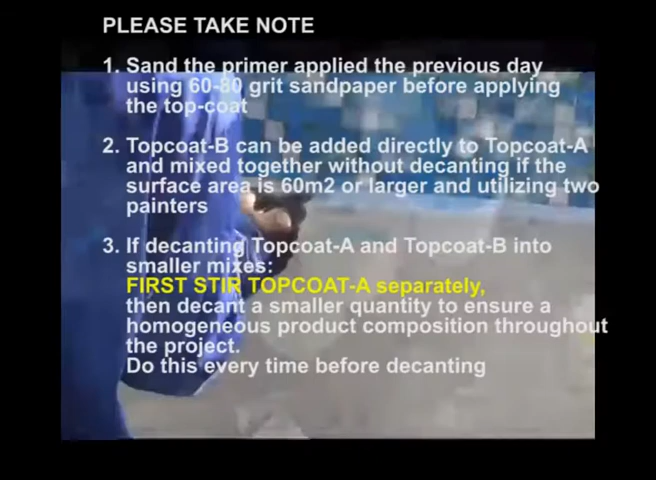 PLEASE TAKE NOTE
1. Sand the primer applied the previous day
using 60-80 grit sandpaper before applying
the top-coat
2. Topcoat-B can be added directly to Topcoat-A
and mixed together without decanting if the
surface area is 60m2 or larger and utilizing two
painters
3. If decanting Topcoat-A and Topcoat-B into
smaller mixes:
FIRST STIR TOPCOAT-A separately,
then decant a smaller quantity to ensure a
homogeneous product composition throughout
the project.
Do this every time before decanting